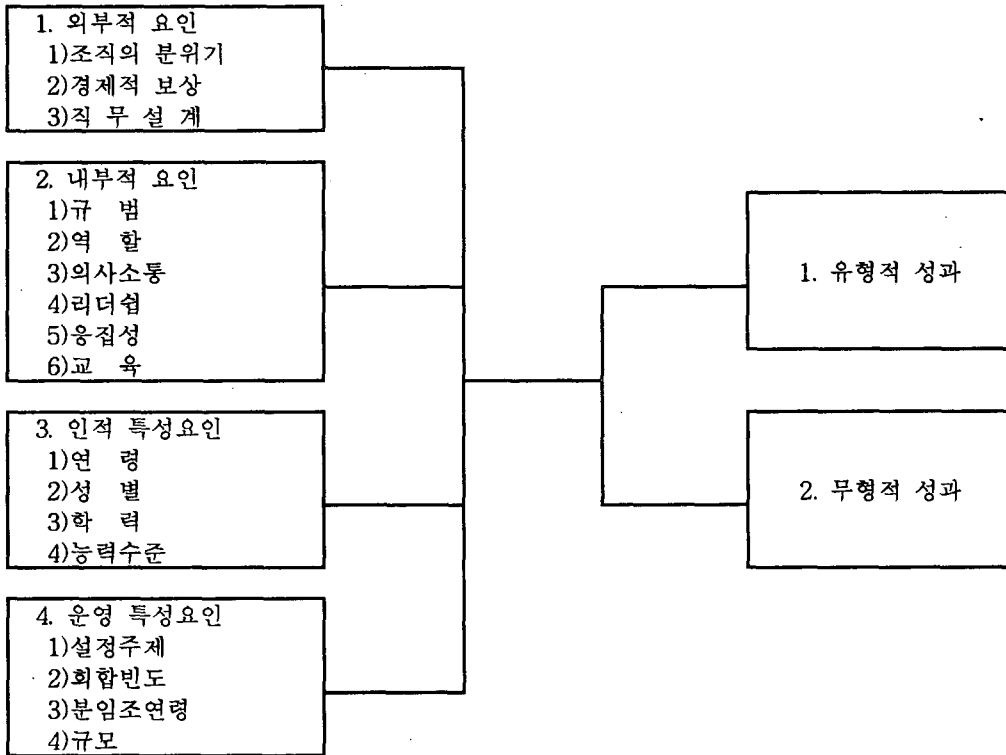 1. 외부적 요인
1)조직의 분위기
2)경제적 보상
3)직 무 설 계
2. 내부적 요인
1)규 범
2)역 할
3)의사소통
4)리더쉽
5)응집성
6)교 육
3. 인적 특성요인
1)연 령
2)성 별
3)학 력
4)능력수준
4. 운영 특성요인
1)설정주제
2)회합빈도
3)분임조연령
4)규모
1. 유형적 성과
2. 무형적 성과